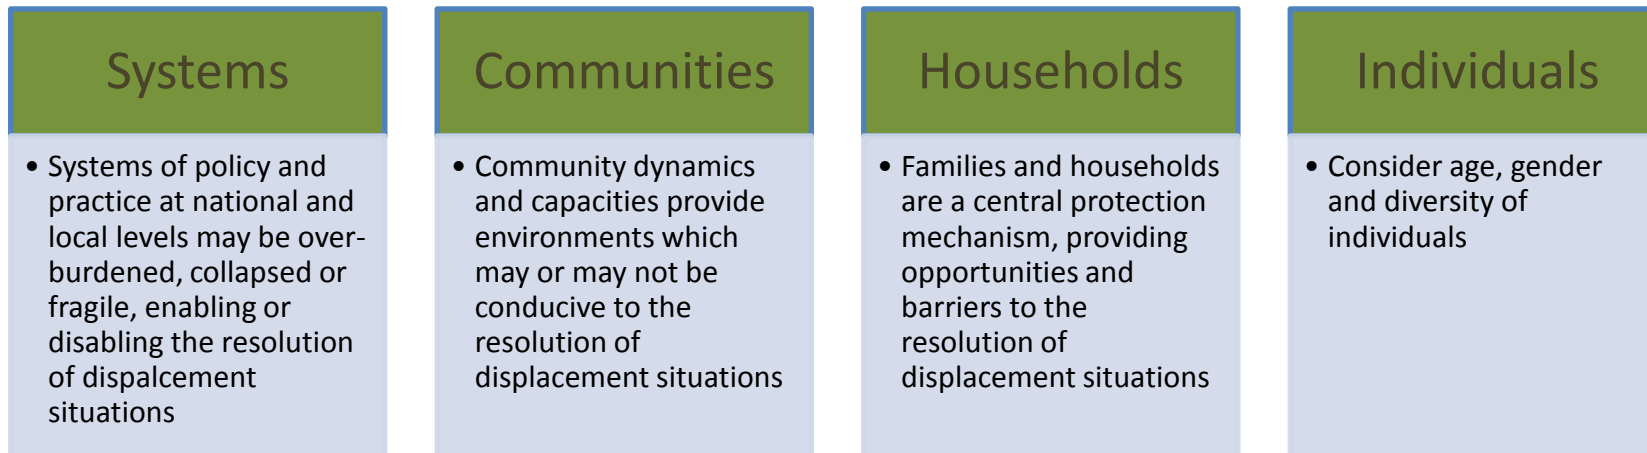 Systems
• Systems of policy and
practice at national and
local levels may be over-
burdened, collapsed or
fragile, enabling or
disabling the resolution
of dispalcement
situations
Communities
• Community dynamics
and capacities provide
environments which
may or may not be
conducive to the
resolution of
displacement situations
Households
• Families and households
are a central protection
mechanism, providing
opportunities and
barriers to the
resolution of
displacement situations
Individuals
• Consider age, gender
and diversity of
individuals